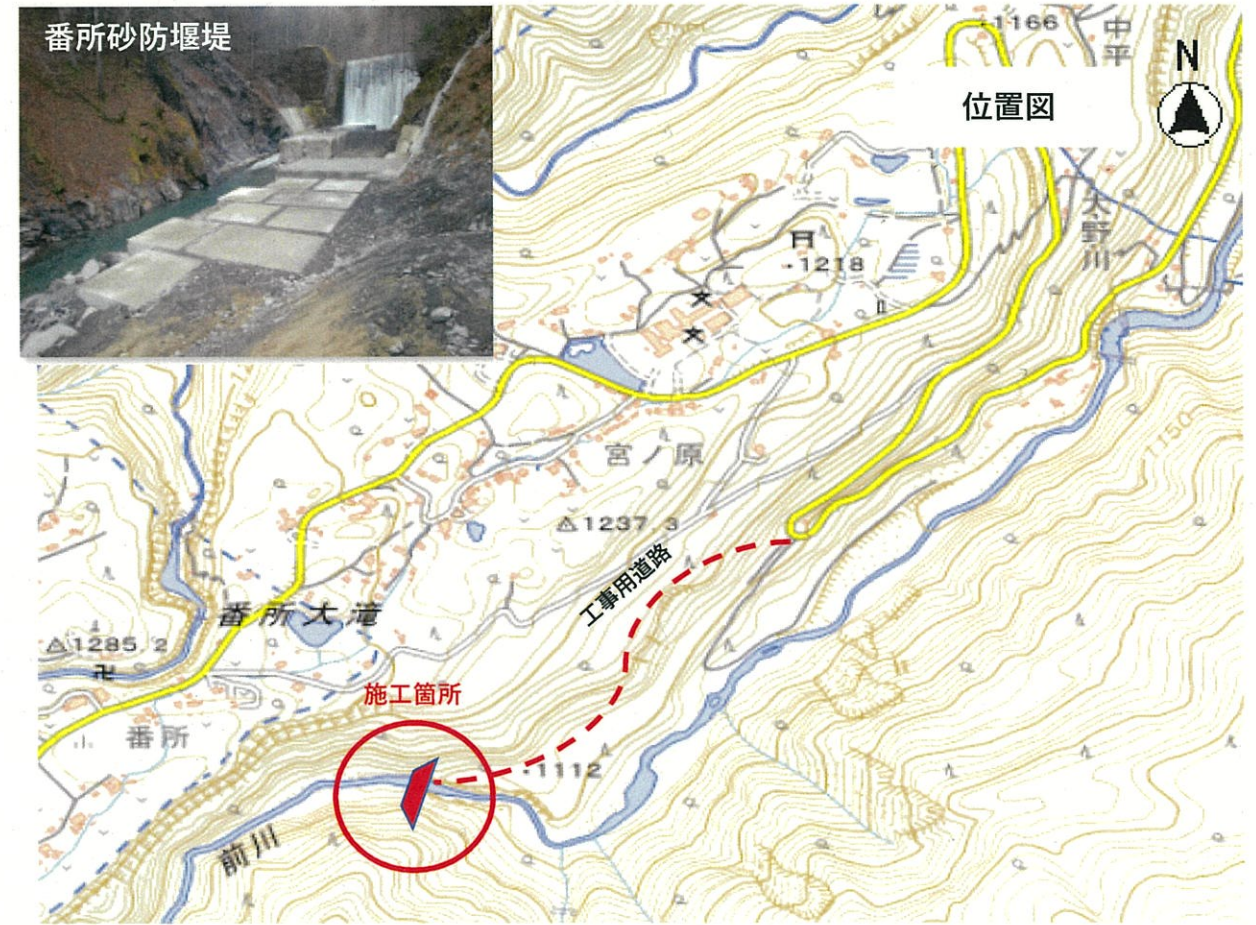 番所砂防堰堤
1166
中平
N
位置図
大野川
1218
1150
宮ノ原
1237.3
工事用道路
番所大滝
1285.2
施工箇所
番所
1112
前川